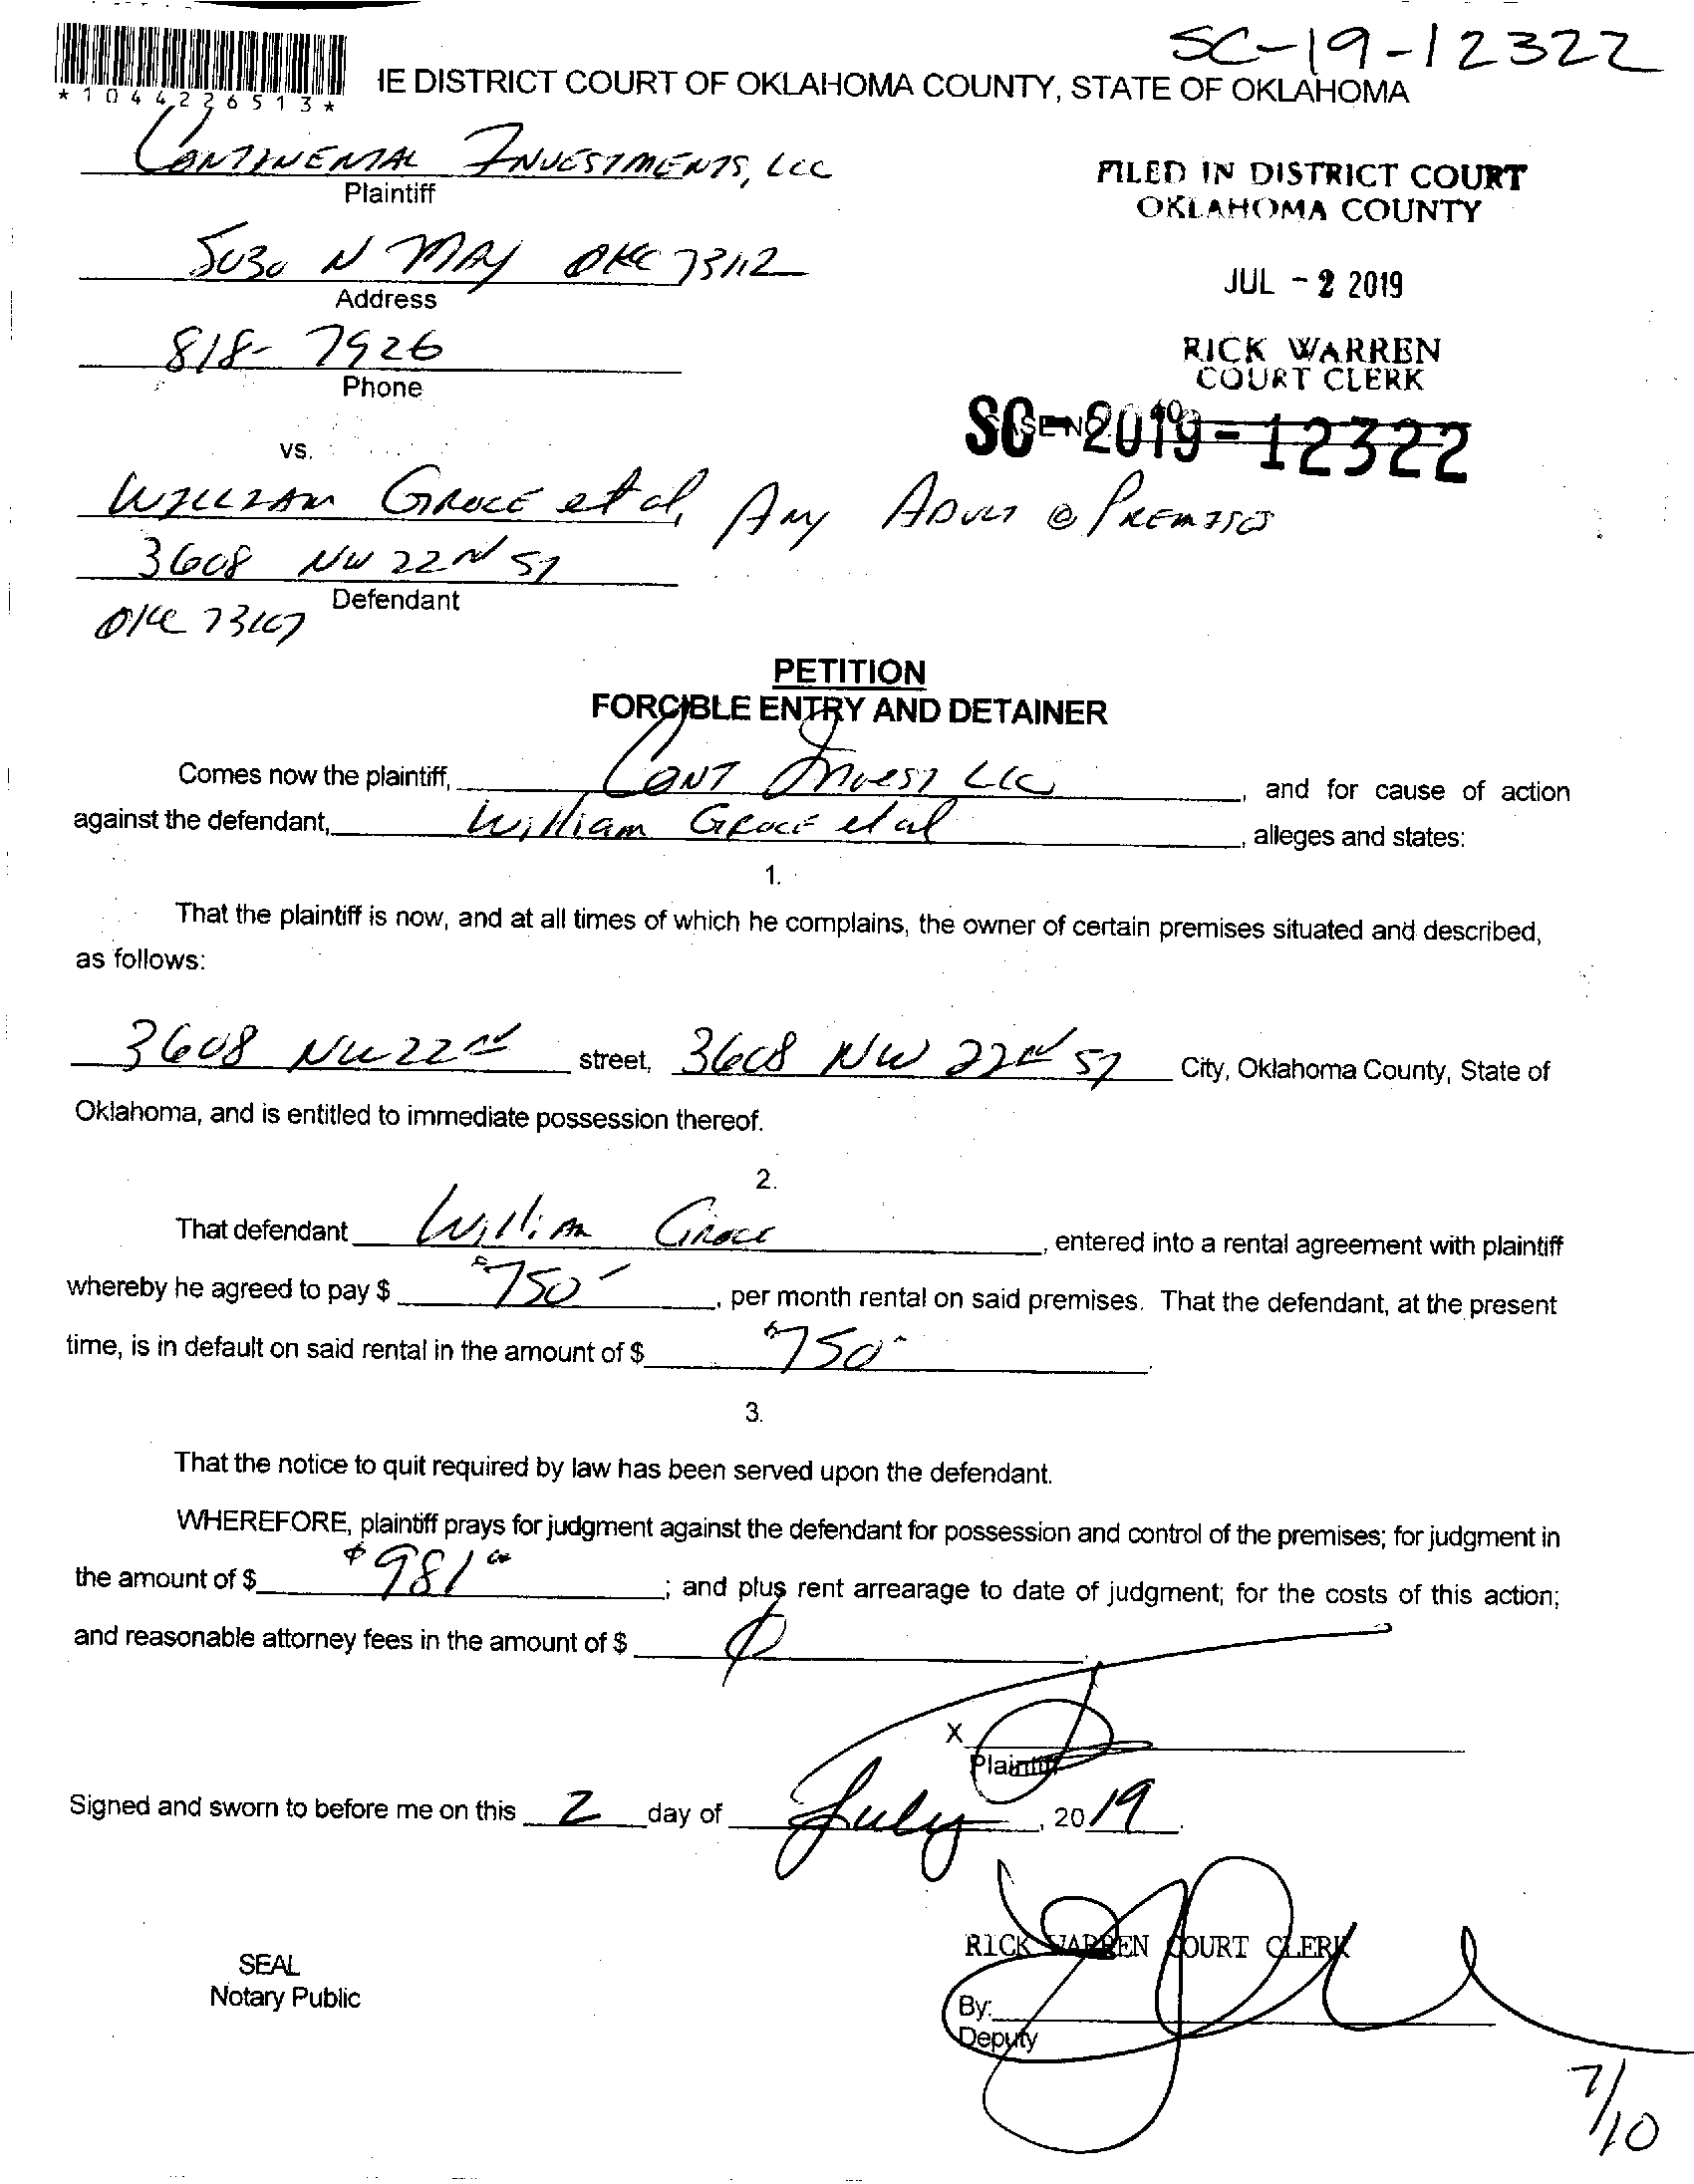 SC-19-12322
*1044226513*
IE DISTRICT COURT OF OKLAHOMA COUNTY, STATE OF OKLAHOMA
CONTINENTAL INVESTMENTS, LLC
Plaintiff
FILED IN DISTRICT COURT
OKLAHOMA COUNTY
5030 N MAY OKC 73112
Address
JUL - 2 2019
818-7926
Phone
RICK WARREN
COURT CLERK
SC-2019-12322
vs.
WILLIAM GROCE et al, ANY ADULT @ PREMISES
3608 NW 22ND ST
Defendant
OKC 73107
PETITION
FORCIBLE ENTRY AND DETAINER
Comes now the plaintiff, CONT INVEST LLC, and for cause of action
against the defendant, William GROCE et al, alleges and states:
1.
That the plaintiff is now, and at all times of which he complains, the owner of certain premises situated and described,
as follows:
3608 NW 22nd street, 3608 NW 22nd ST City, Oklahoma County, State of
Oklahoma, and is entitled to immediate possession thereof.
2.
That defendant William GROCE, entered into a rental agreement with plaintiff
whereby he agreed to pay $ $750-, per month rental on said premises. That the defendant, at the present
time, is in default on said rental in the amount of $ $750-.
3.
That the notice to quit required by law has been served upon the defendant.
WHEREFORE, plaintiff prays for judgment against the defendant for possession and control of the premises; for judgment in
the amount of $ $981 00; and plus rent arrearage to date of judgment; for the costs of this action;
and reasonable attorney fees in the amount of $ Ø
X
Plaintiff
Signed and sworn to before me on this 2 day of July, 2019.
RICK WARREN COURT CLERK
SEAL
Notary Public
By:
Deputy
7/10